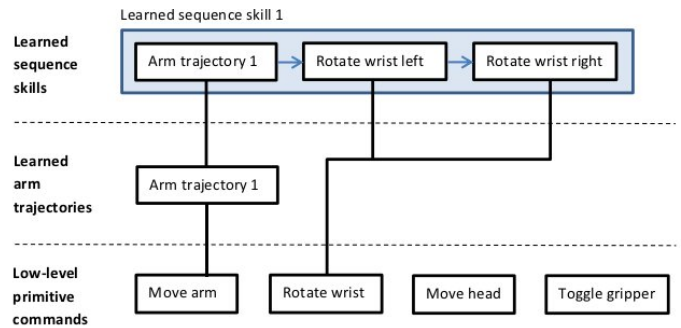 Learned sequence skill 1
Learned
sequence
skills
Arm trajectory 1
Rotate wrist left
Rotate wrist right
Learned
arm
trajectories
Arm trajectory 1
Low-level
primitive
commands
Move arm
Rotate wrist
Move head
Toggle gripper